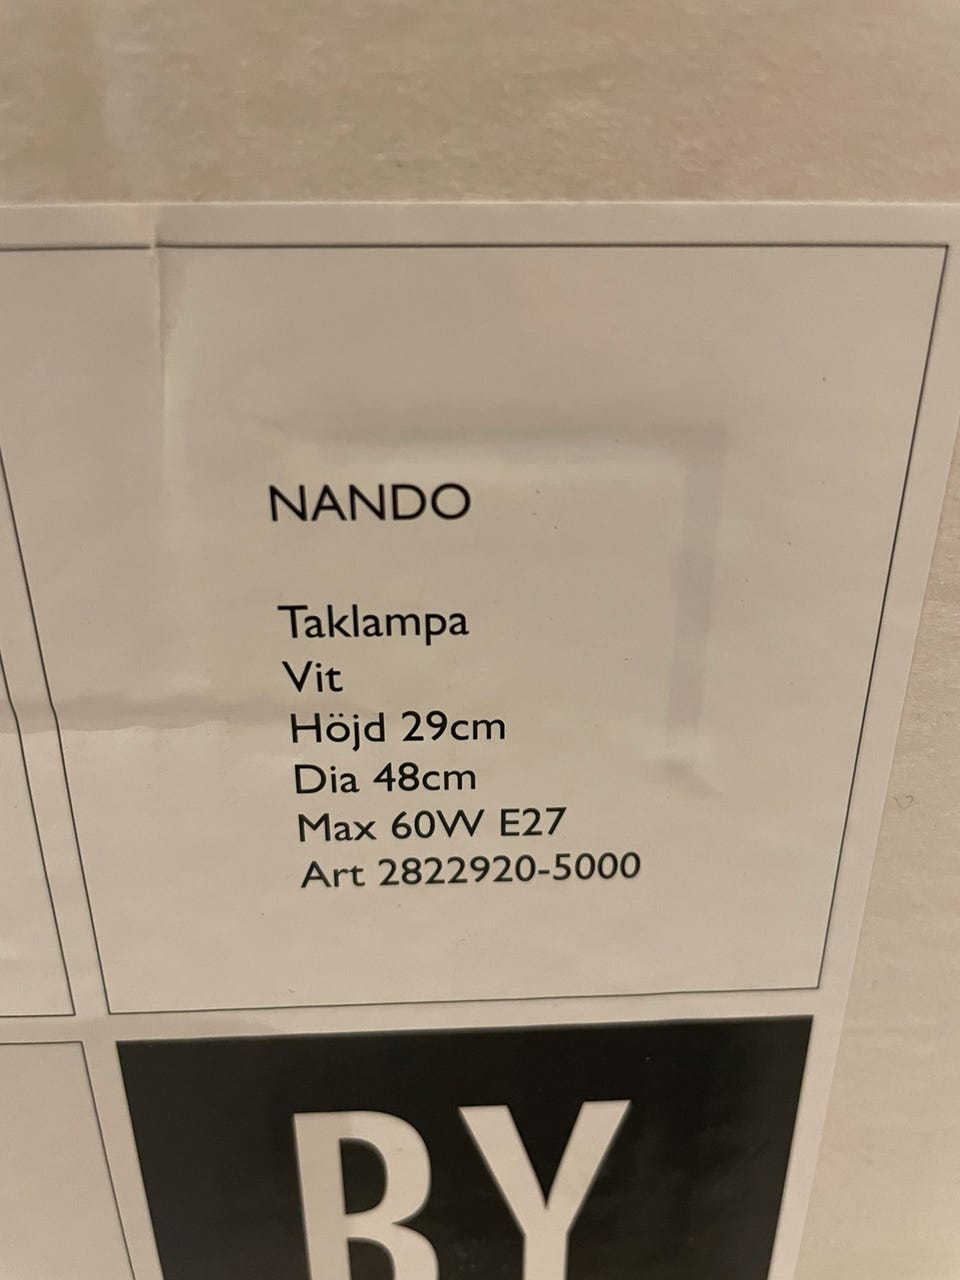 NANDO
Taklampa
Vit
Höjd 29cm
Dia 48cm
Max 60W E27
Art 2822920-5000
BY